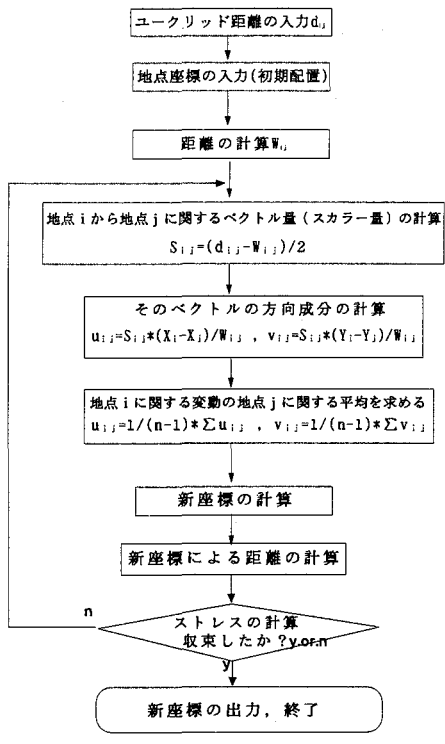 ユークリッド距離の入力dᵢⱼ
地点座標の入力(初期配置)
距離の計算Wᵢⱼ
地点iから地点jに関するベクトル量(スカラー量)の計算
Sᵢⱼ=(dᵢⱼ-Wᵢⱼ)/2
そのベクトルの方向成分の計算
uᵢⱼ=Sᵢⱼ*(Xᵢ-Xⱼ)/Wᵢⱼ , vᵢⱼ=Sᵢⱼ*(Yᵢ-Yⱼ)/Wᵢⱼ
地点iに関する変動の地点jに関する平均を求める
uᵢⱼ=1/(n-1)*Σuᵢⱼ , vᵢⱼ=1/(n-1)*Σvᵢⱼ
新座標の計算
新座標による距離の計算
n
ストレスの計算
収束したか?y.or.n
y
新座標の出力, 終了